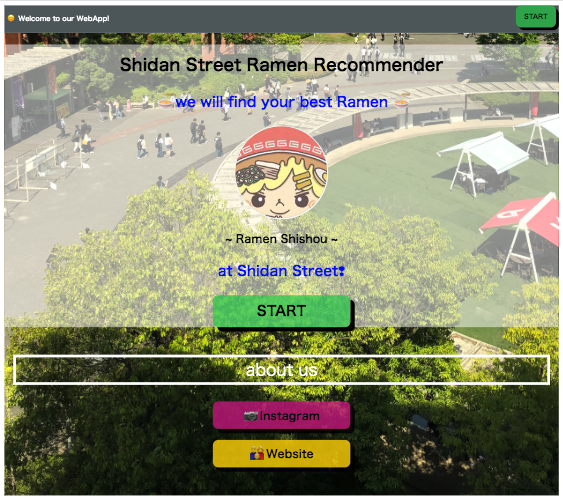 😊 Welcome to our WebApp!
START
Shidan Street Ramen Recommender
we will find your best Ramen 🍜
~ Ramen Shishou ~
at Shidan Street❢
START
about us
📷Instagram
Website